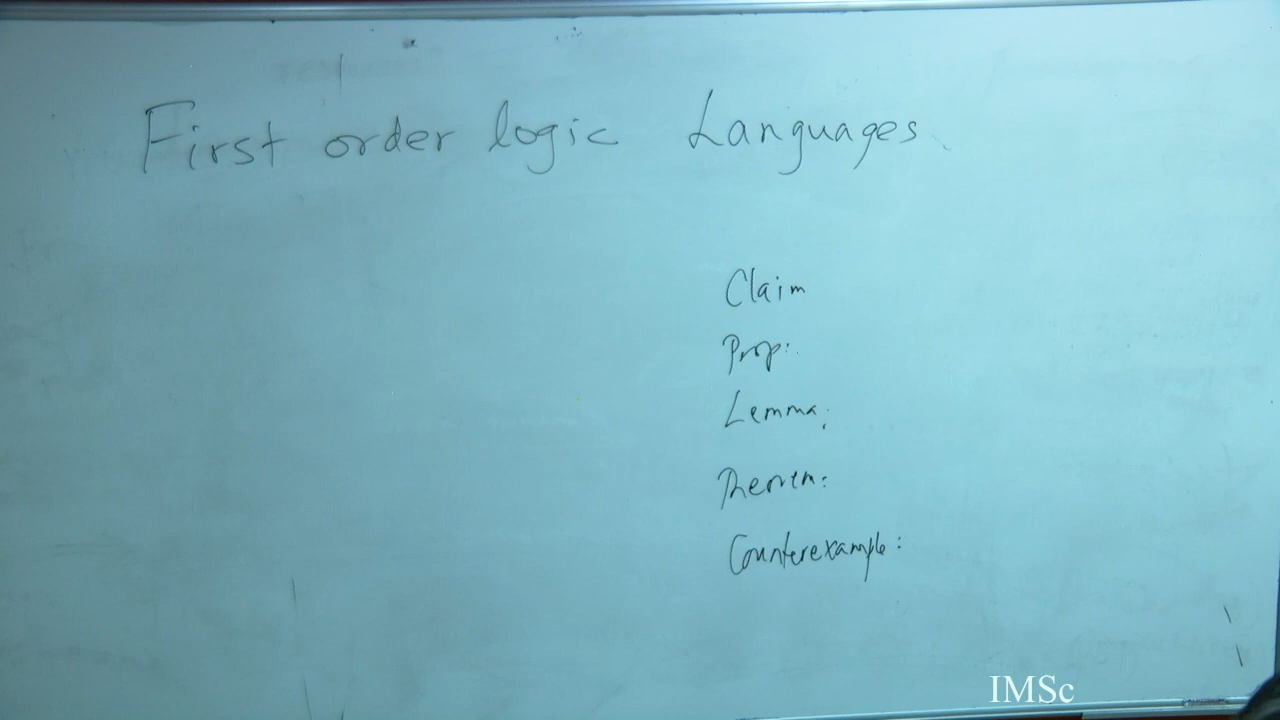 First order logic Languages
Claim
Prop:
Lemma:
Theorem:
Counterexample:
IMSc